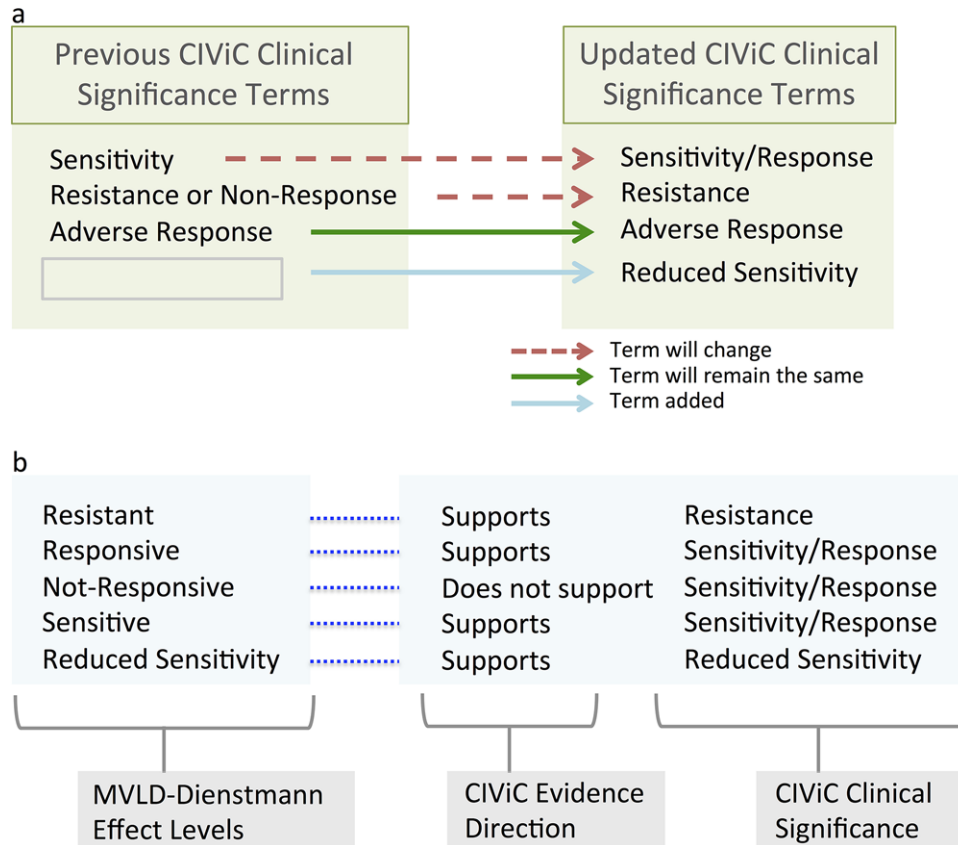 a
Previous CIViC Clinical
Significance Terms
Updated CIViC Clinical
Significance Terms
Sensitivity
Sensitivity/Response
Resistance or Non-Response
Resistance
Adverse Response
Adverse Response
Reduced Sensitivity
Term will change
Term will remain the same
Term added
b
Resistant Supports Resistance
Responsive Supports Sensitivity/Response
Not-Responsive Does not support Sensitivity/Response
Sensitive Supports Sensitivity/Response
Reduced Sensitivity Supports Reduced Sensitivity
MVLD-Dienstmann
Effect Levels
CIViC Evidence
Direction
CIViC Clinical
Significance